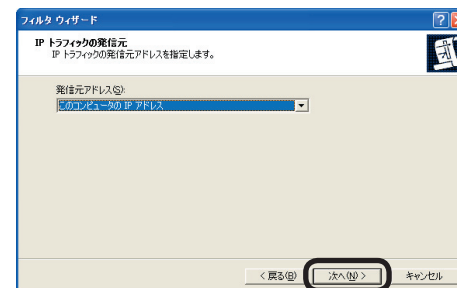 フィルタ ウィザード
IP トラフィックの発信元
IP トラフィックの発信元アドレスを指定します。
発信元アドレス(S):
このコンピュータの IP アドレス
< 戻る(B)
次へ(N) >
キャンセル